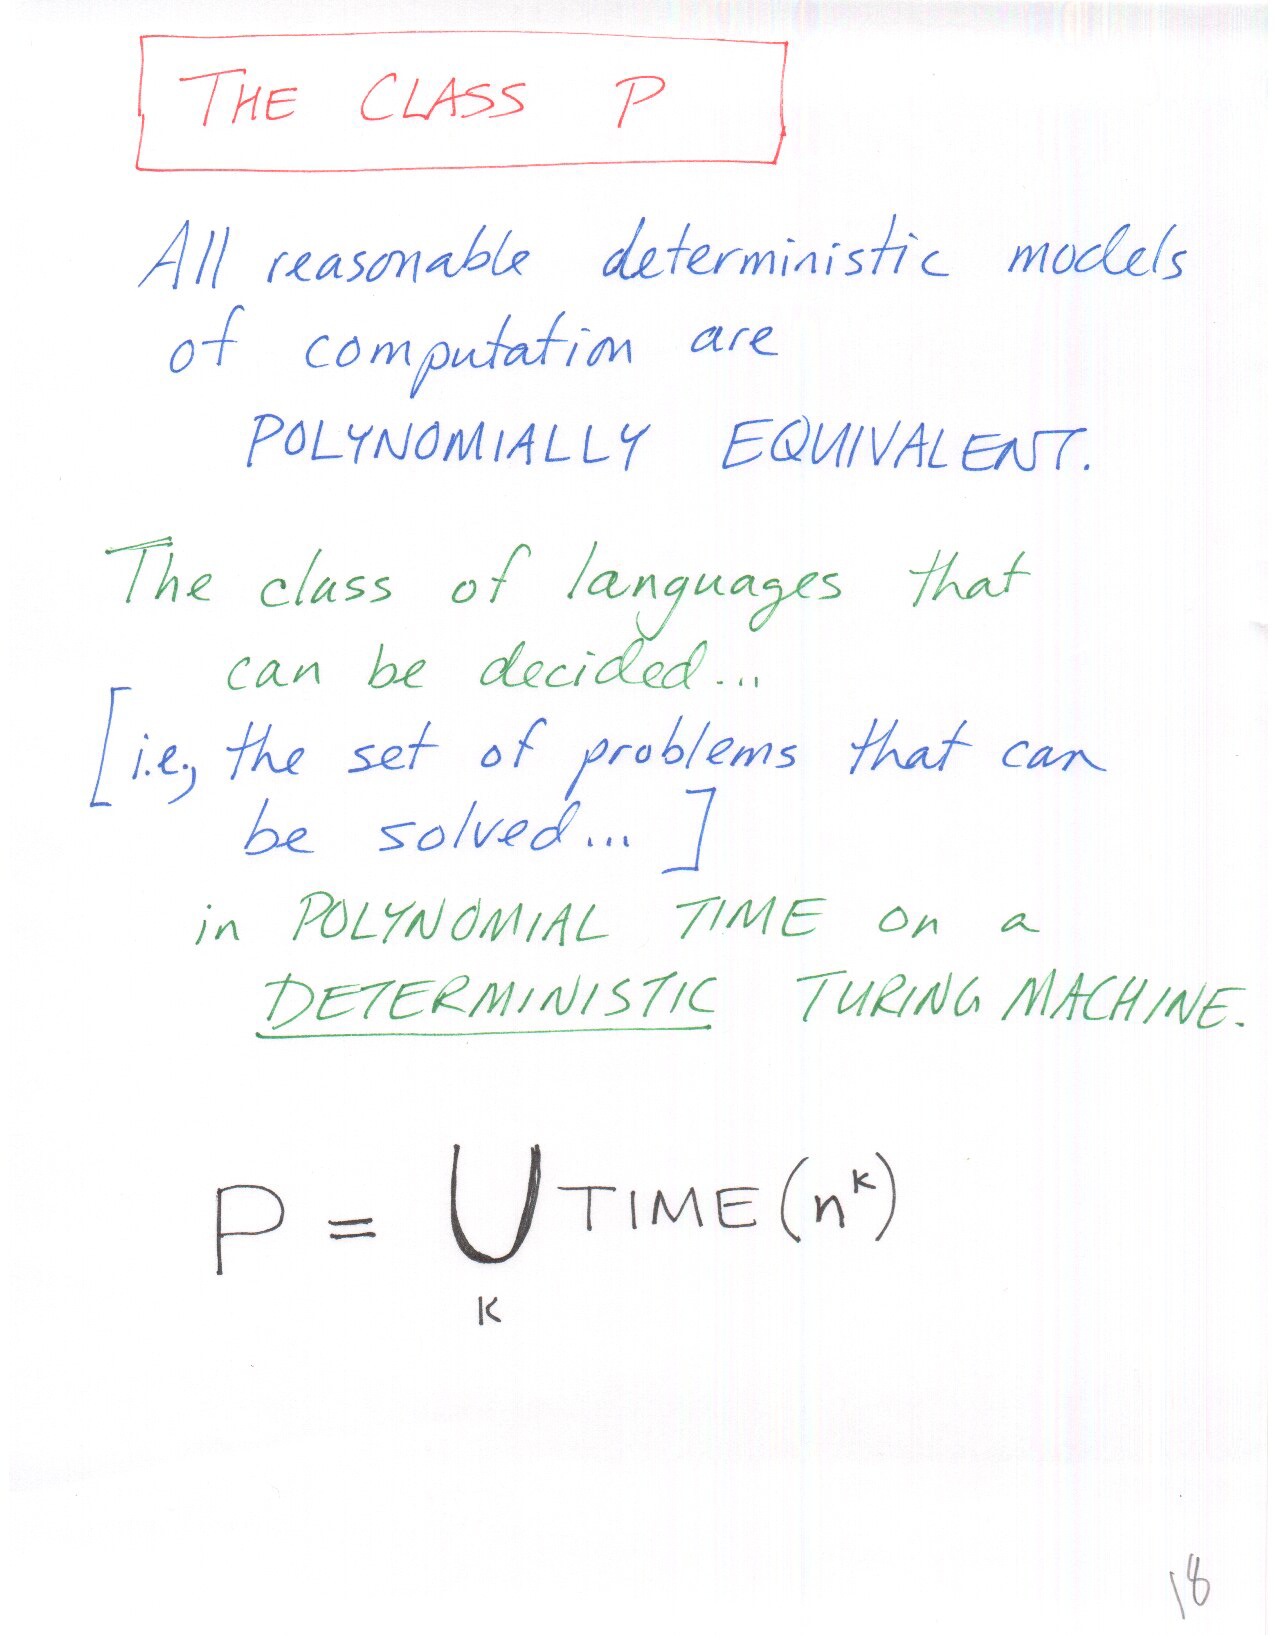 THE CLASS P
All reasonable deterministic models
of computation are
POLYNOMIALLY EQUIVALENT.
The class of languages that
can be decided...
[i.e., the set of problems that can
be solved... ]
in POLYNOMIAL TIME on a
DETERMINISTIC TURING MACHINE.
P = ⋃ TIME(nᵏ)
K
18